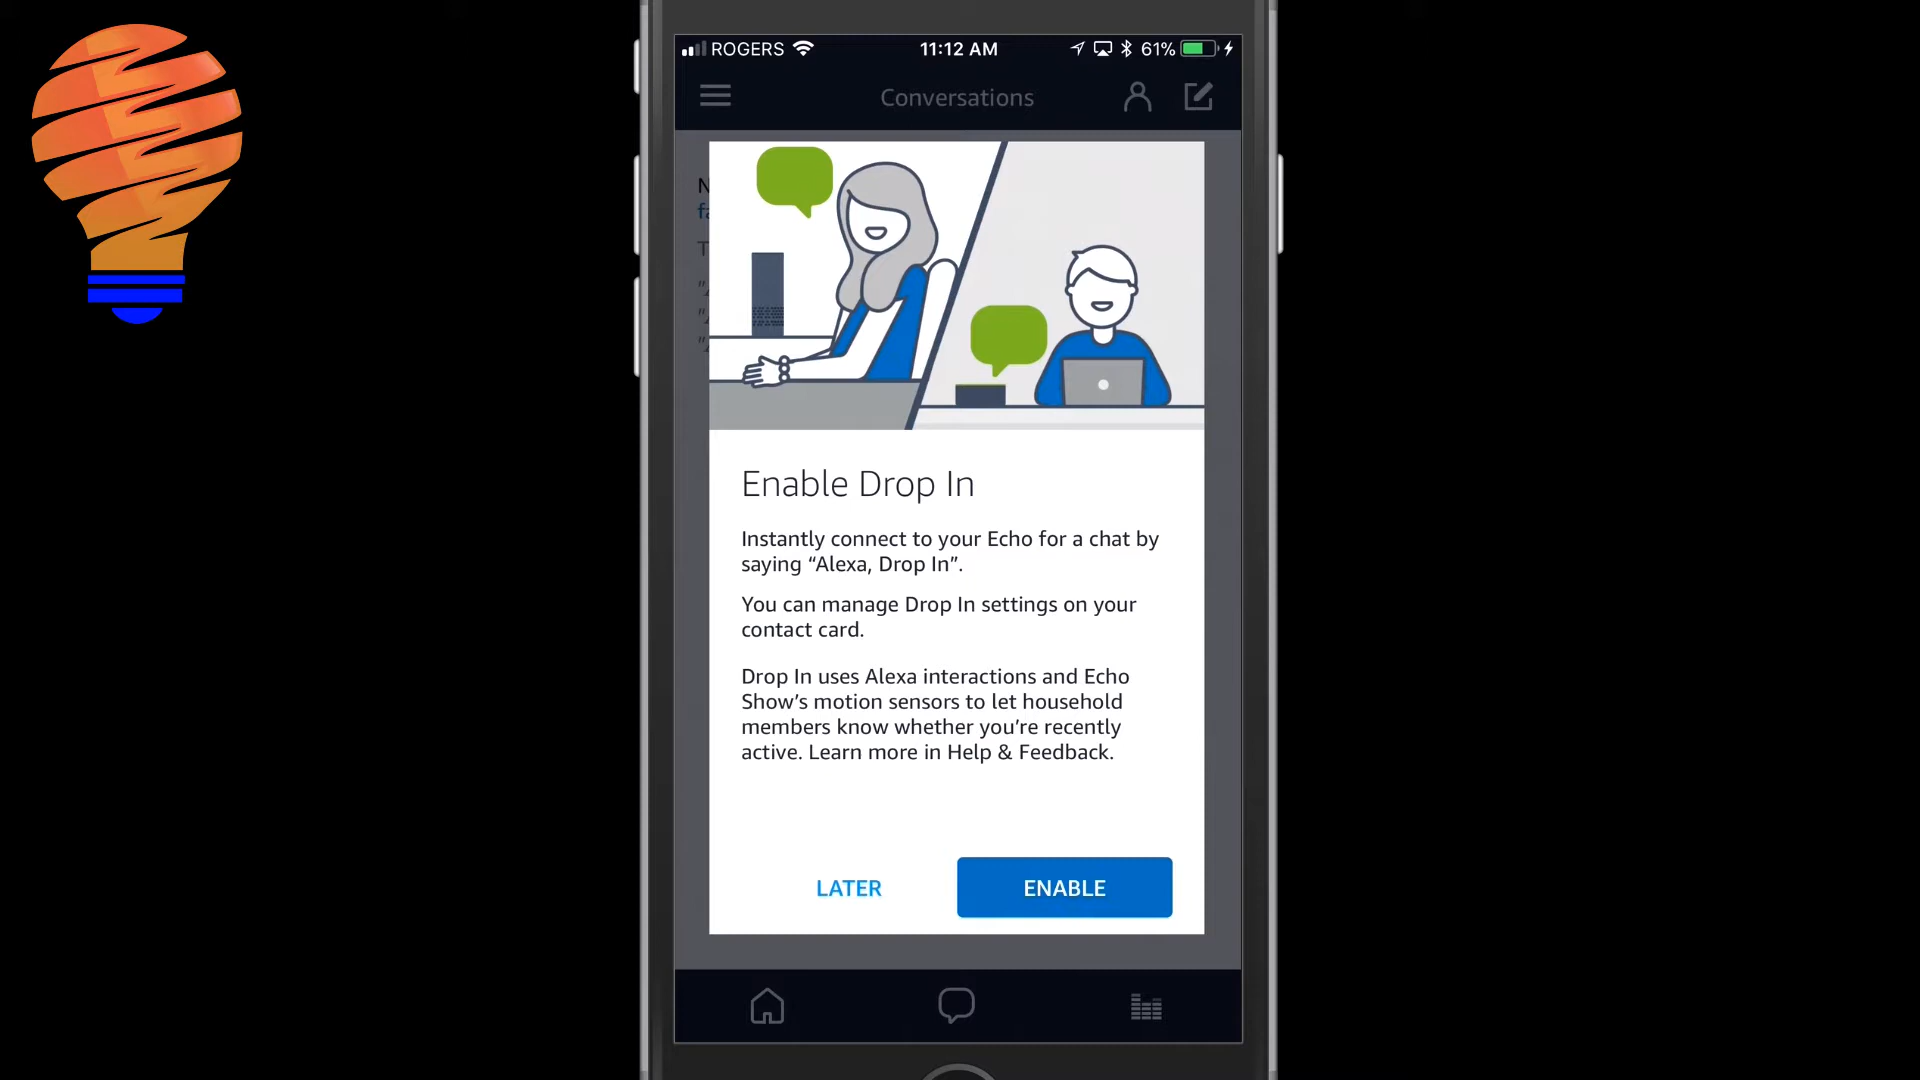 ROGERS 11:12 AM 61%
Conversations
Enable Drop In
Instantly connect to your Echo for a chat by
saying “Alexa, Drop In”.
You can manage Drop In settings on your
contact card.
Drop In uses Alexa interactions and Echo
Show’s motion sensors to let household
members know whether you’re recently
active. Learn more in Help & Feedback.
LATER ENABLE